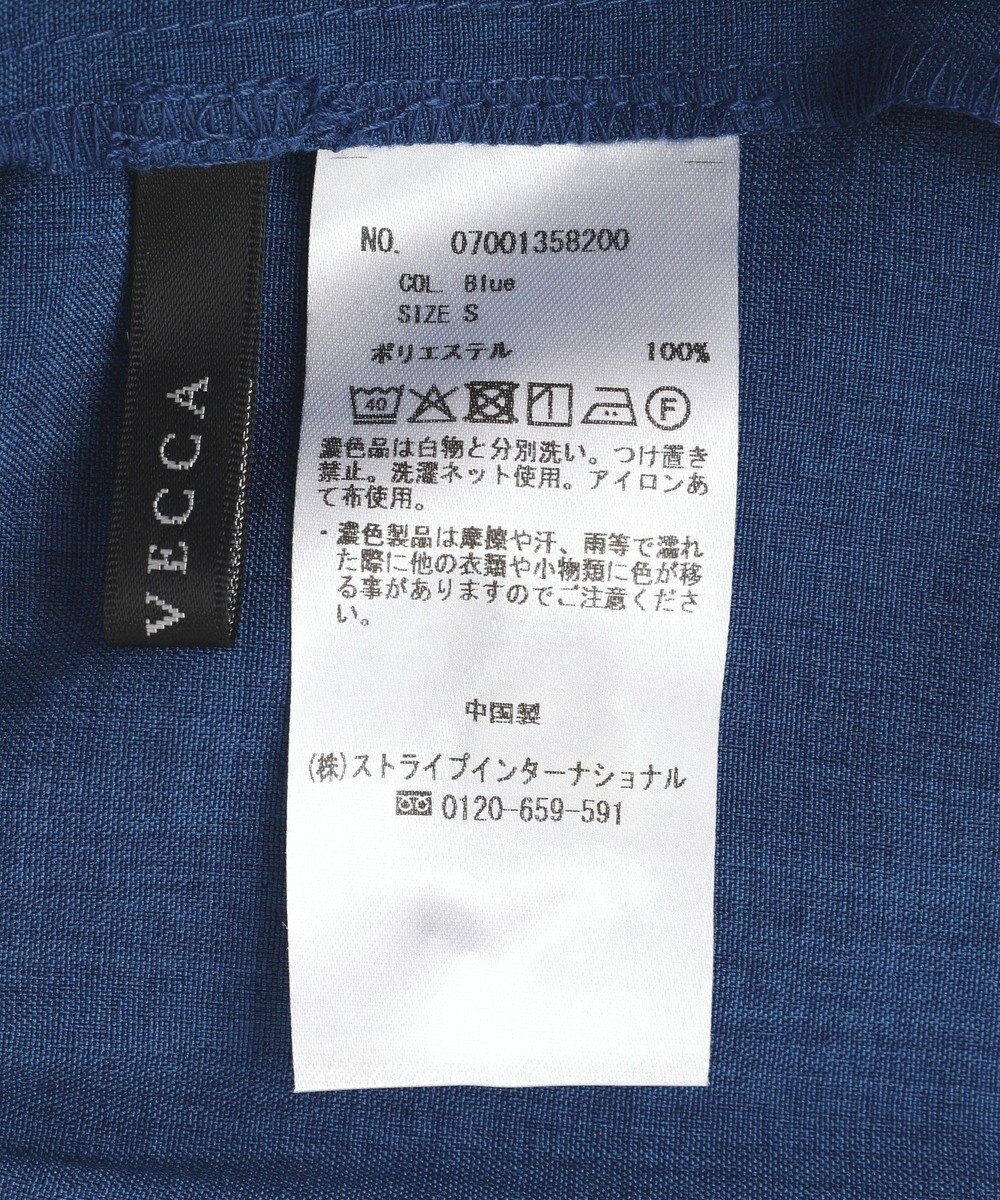 VECCA
NO. 07001358200
COL. Blue
SIZE S
ポリエステル 100%
40
F
濃色品は白物と分別洗い。つけ置き
禁止。洗濯ネット使用。アイロンあ
て布使用。
・濃色製品は摩擦や汗、雨等で濡れ
た際に他の衣類や小物類に色が移
る事がありますのでご注意くださ
い。
中国製
(株)ストライプインターナショナル
0120-659-591